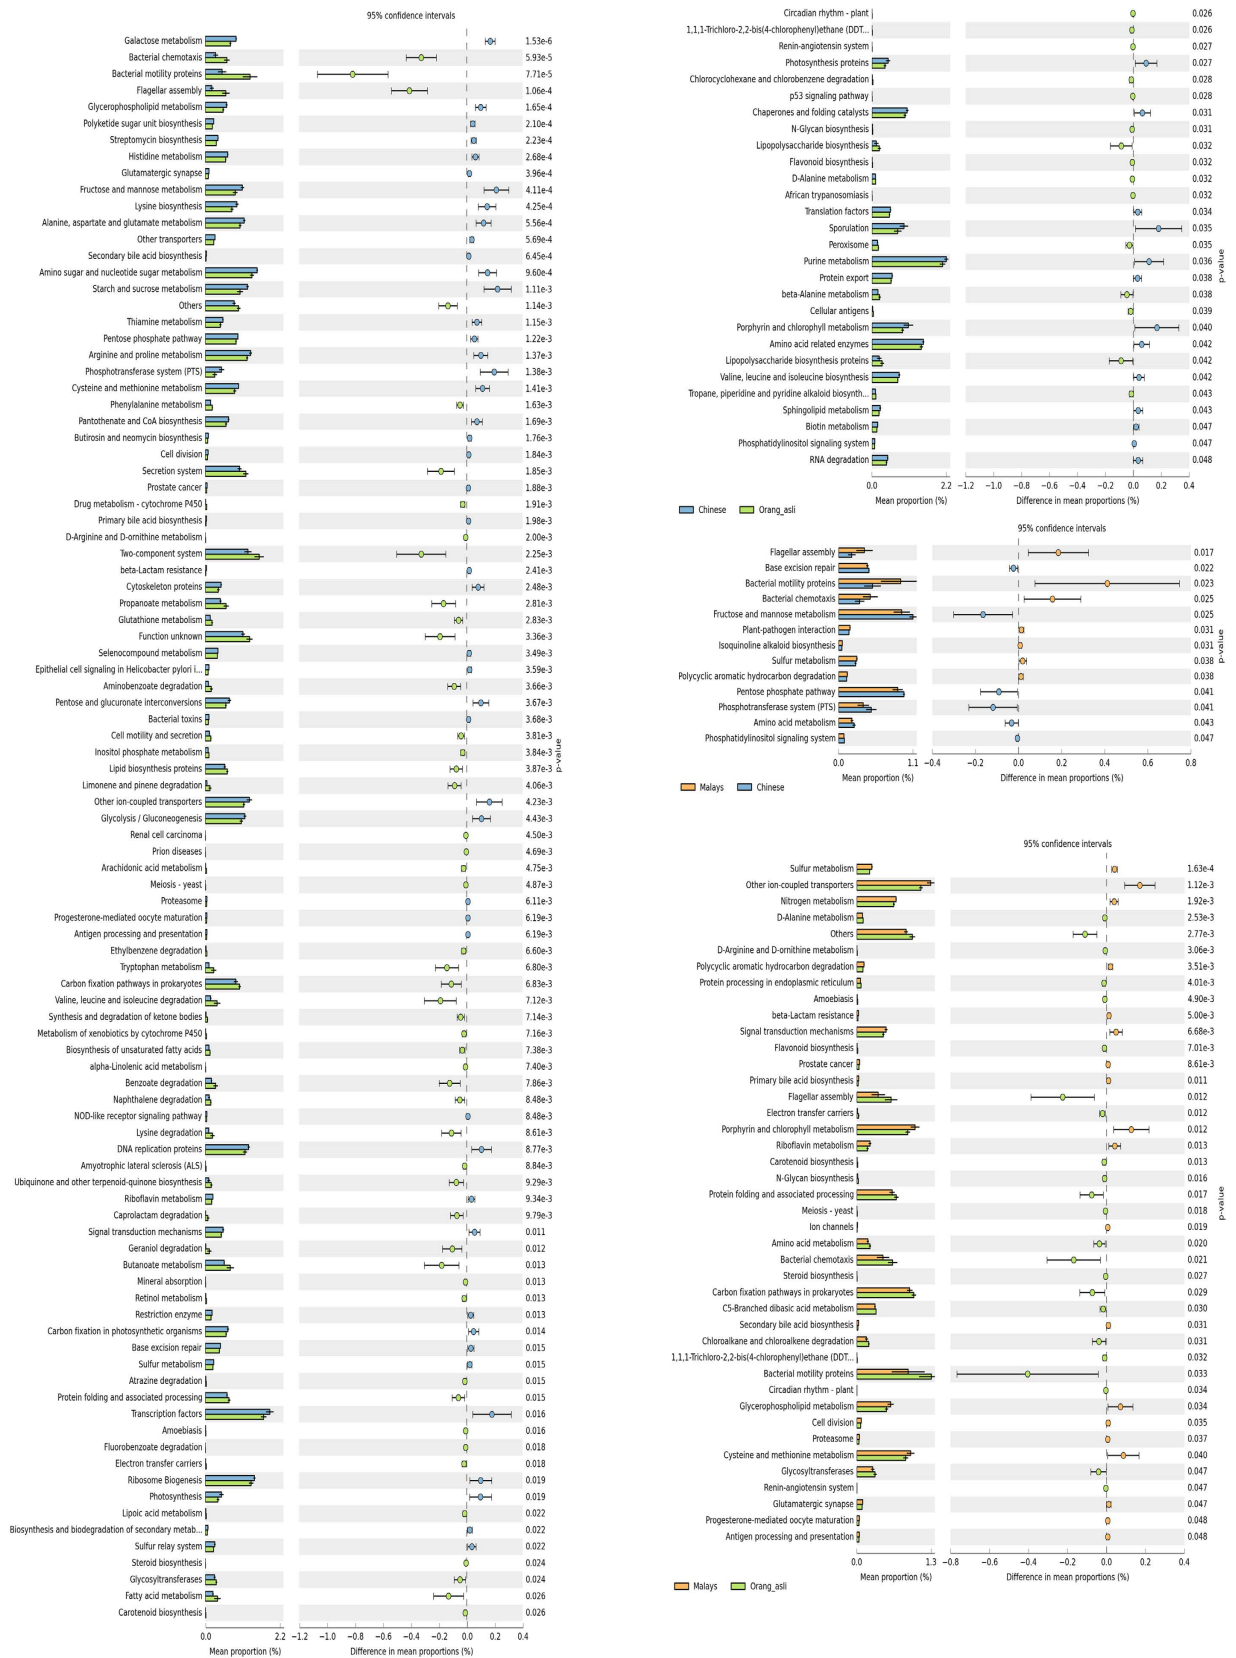 95% confidence intervals
Galactose metabolism 1.53e-6
Bacterial chemotaxis 5.93e-5
Bacterial motility proteins 7.71e-5
Flagellar assembly 1.06e-4
Glycerophospholipid metabolism 1.65e-4
Polyketide sugar unit biosynthesis 2.10e-4
Streptomycin biosynthesis 2.23e-4
Histidine metabolism 2.68e-4
Glutamatergic synapse 3.96e-4
Fructose and mannose metabolism 4.11e-4
Lysine biosynthesis 4.25e-4
Alanine, aspartate and glutamate metabolism 5.56e-4
Other transporters 5.69e-4
Secondary bile acid biosynthesis 6.45e-4
Amino sugar and nucleotide sugar metabolism 9.60e-4
Starch and sucrose metabolism 1.11e-3
Others 1.14e-3
Thiamine metabolism 1.15e-3
Pentose phosphate pathway 1.22e-3
Arginine and proline metabolism 1.37e-3
Phosphotransferase system (PTS) 1.38e-3
Cysteine and methionine metabolism 1.41e-3
Phenylalanine metabolism 1.63e-3
Pantothenate and CoA biosynthesis 1.69e-3
Butirosin and neomycin biosynthesis 1.76e-3
Cell division 1.84e-3
Secretion system 1.85e-3
Prostate cancer 1.88e-3
Drug metabolism - cytochrome P450 1.91e-3
Primary bile acid biosynthesis 1.98e-3
D-Arginine and D-ornithine metabolism 2.00e-3
Two-component system 2.25e-3
beta-Lactam resistance 2.41e-3
Cytoskeleton proteins 2.48e-3
Propanoate metabolism 2.81e-3
Glutathione metabolism 2.83e-3
Function unknown 3.36e-3
Selenocompound metabolism 3.49e-3
Epithelial cell signaling in Helicobacter pylori i... 3.59e-3
Aminobenzoate degradation 3.66e-3
Pentose and glucuronate interconversions 3.67e-3
Bacterial toxins 3.68e-3
Cell motility and secretion 3.81e-3
Inositol phosphate metabolism 3.84e-3
p-value
Lipid biosynthesis proteins 3.87e-3
Limonene and pinene degradation 4.06e-3
Other ion-coupled transporters 4.23e-3
Glycolysis / Gluconeogenesis 4.43e-3
Renal cell carcinoma 4.50e-3
Prion diseases 4.69e-3
Arachidonic acid metabolism 4.75e-3
Meiosis - yeast 4.87e-3
Proteasome 6.11e-3
Progesterone-mediated oocyte maturation 6.19e-3
Antigen processing and presentation 6.19e-3
Ethylbenzene degradation 6.60e-3
Tryptophan metabolism 6.80e-3
Carbon fixation pathways in prokaryotes 6.83e-3
Valine, leucine and isoleucine degradation 7.12e-3
Synthesis and degradation of ketone bodies 7.14e-3
Metabolism of xenobiotics by cytochrome P450 7.16e-3
Biosynthesis of unsaturated fatty acids 7.38e-3
alpha-Linolenic acid metabolism 7.40e-3
Benzoate degradation 7.86e-3
Naphthalene degradation 8.48e-3
NOD-like receptor signaling pathway 8.48e-3
Lysine degradation 8.61e-3
DNA replication proteins 8.77e-3
Amyotrophic lateral sclerosis (ALS) 8.84e-3
Ubiquinone and other terpenoid-quinone biosynthesis 9.29e-3
Riboflavin metabolism 9.34e-3
Caprolactam degradation 9.79e-3
Signal transduction mechanisms 0.011
Geraniol degradation 0.012
Butanoate metabolism 0.013
Mineral absorption 0.013
Retinol metabolism 0.013
Restriction enzyme 0.013
Carbon fixation in photosynthetic organisms 0.014
Base excision repair 0.015
Sulfur metabolism 0.015
Atrazine degradation 0.015
Protein folding and associated processing 0.015
Transcription factors 0.016
Amoebiasis 0.016
Fluorobenzoate degradation 0.018
Electron transfer carriers 0.018
Ribosome Biogenesis 0.019
Photosynthesis 0.019
Lipoic acid metabolism 0.022
Biosynthesis and biodegradation of secondary metab... 0.022
Sulfur relay system 0.022
Steroid biosynthesis 0.024
Glycosyltransferases 0.024
Fatty acid metabolism 0.026
Carotenoid biosynthesis 0.026
0.0 2.2 −1.2 −1.0 −0.8 −0.6 −0.4 −0.2 0.0 0.2 0.4
Mean proportion (%) Difference in mean proportions (%)
Circadian rhythm - plant 0.026
1,1,1-Trichloro-2,2-bis(4-chlorophenyl)ethane (DDT... 0.026
Renin-angiotensin system 0.027
Photosynthesis proteins 0.027
Chlorocyclohexane and chlorobenzene degradation 0.028
p53 signaling pathway 0.028
Chaperones and folding catalysts 0.031
N-Glycan biosynthesis 0.031
Lipopolysaccharide biosynthesis 0.032
Flavonoid biosynthesis 0.032
D-Alanine metabolism 0.032
African trypanosomiasis 0.032
Translation factors 0.034
Sporulation 0.035
Peroxisome 0.035
p-value
Purine metabolism 0.036
Protein export 0.038
beta-Alanine metabolism 0.038
Cellular antigens 0.039
Porphyrin and chlorophyll metabolism 0.040
Amino acid related enzymes 0.042
Lipopolysaccharide biosynthesis proteins 0.042
Valine, leucine and isoleucine biosynthesis 0.042
Tropane, piperidine and pyridine alkaloid biosynth... 0.043
Sphingolipid metabolism 0.043
Biotin metabolism 0.047
Phosphatidylinositol signaling system 0.047
RNA degradation 0.048
0.0 2.2 −1.2 −1.0 −0.8 −0.6 −0.4 −0.2 0.0 0.2 0.4
Mean proportion (%) Difference in mean proportions (%)
Chinese Orang_asli
95% confidence intervals
Flagellar assembly 0.017
Base excision repair 0.022
Bacterial motility proteins 0.023
Bacterial chemotaxis 0.025
Fructose and mannose metabolism 0.025
Plant-pathogen interaction 0.031
Isoquinoline alkaloid biosynthesis 0.031
p-value
Sulfur metabolism 0.038
Polycyclic aromatic hydrocarbon degradation 0.038
Pentose phosphate pathway 0.041
Phosphotransferase system (PTS) 0.041
Amino acid metabolism 0.043
Phosphatidylinositol signaling system 0.047
0.0 1.1 −0.4 −0.2 0.0 0.2 0.4 0.6 0.8
Mean proportion (%) Difference in mean proportions (%)
Malays Chinese
95% confidence intervals
Sulfur metabolism 1.63e-4
Other ion-coupled transporters 1.12e-3
Nitrogen metabolism 1.92e-3
D-Alanine metabolism 2.53e-3
Others 2.77e-3
D-Arginine and D-ornithine metabolism 3.06e-3
Polycyclic aromatic hydrocarbon degradation 3.51e-3
Protein processing in endoplasmic reticulum 4.01e-3
Amoebiasis 4.90e-3
beta-Lactam resistance 5.00e-3
Signal transduction mechanisms 6.68e-3
Flavonoid biosynthesis 7.01e-3
Prostate cancer 8.61e-3
Primary bile acid biosynthesis 0.011
Flagellar assembly 0.012
Electron transfer carriers 0.012
Porphyrin and chlorophyll metabolism 0.012
Riboflavin metabolism 0.013
Carotenoid biosynthesis 0.013
N-Glycan biosynthesis 0.016
Protein folding and associated processing 0.017
p-value
Meiosis - yeast 0.018
Ion channels 0.019
Amino acid metabolism 0.020
Bacterial chemotaxis 0.021
Steroid biosynthesis 0.027
Carbon fixation pathways in prokaryotes 0.029
C5-Branched dibasic acid metabolism 0.030
Secondary bile acid biosynthesis 0.031
Chloroalkane and chloroalkene degradation 0.031
1,1,1-Trichloro-2,2-bis(4-chlorophenyl)ethane (DDT... 0.032
Bacterial motility proteins 0.033
Circadian rhythm - plant 0.034
Glycerophospholipid metabolism 0.034
Cell division 0.035
Proteasome 0.037
Cysteine and methionine metabolism 0.040
Glycosyltransferases 0.047
Renin-angiotensin system 0.047
Glutamatergic synapse 0.047
Progesterone-mediated oocyte maturation 0.048
Antigen processing and presentation 0.048
0.0 1.3 −0.8 −0.6 −0.4 −0.2 0.0 0.2 0.4
Mean proportion (%) Difference in mean proportions (%)
Malays Orang_asli